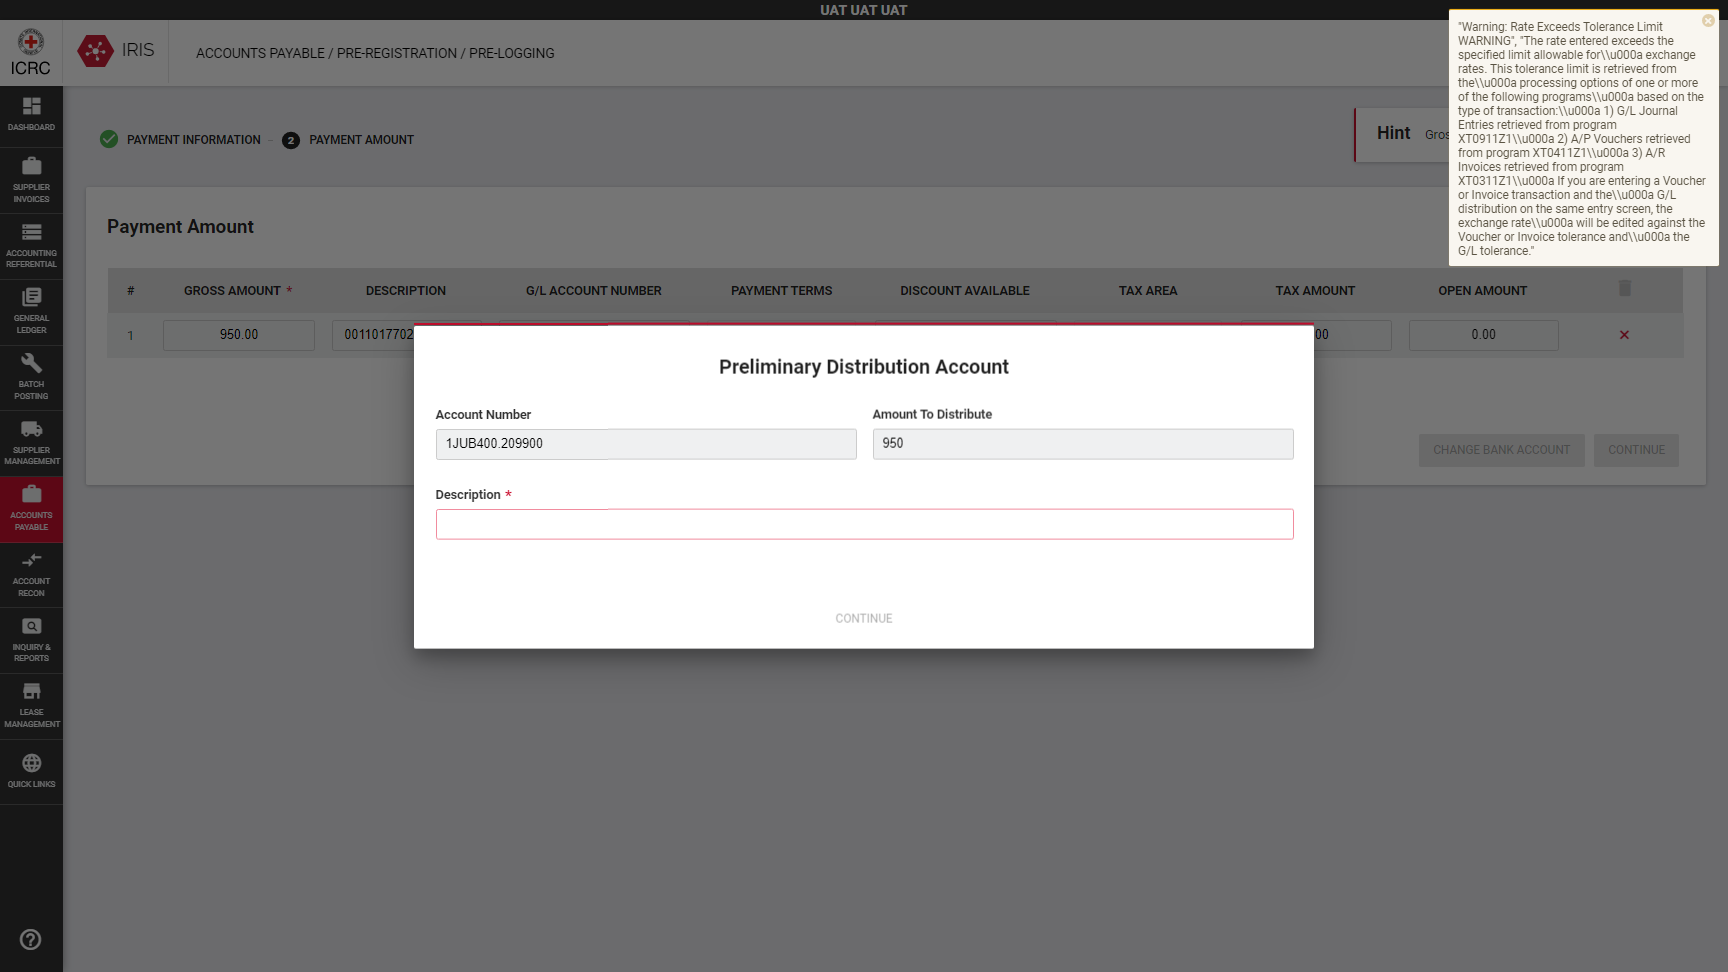 UAT UAT UAT
ICRC
IRIS
ACCOUNTS PAYABLE / PRE-REGISTRATION / PRE-LOGGING
"Warning: Rate Exceeds Tolerance Limit
WARNING", "The rate entered exceeds the
specified limit allowable for\\u000a exchange
rates. This tolerance limit is retrieved from
the\\u000a processing options of one or more
of the following programs\\u000a based on the
type of transaction:\\u000a 1) G/L Journal
Entries retrieved from program
XT0911Z1\\u000a 2) A/P Vouchers retrieved
from program XT0411Z1\\u000a 3) A/R
Invoices retrieved from program
XT0311Z1\\u000a If you are entering a Voucher
or Invoice transaction and the\\u000a G/L
distribution on the same entry screen, the
exchange rate\\u000a will be edited against the
Voucher or Invoice tolerance and\\u000a the
G/L tolerance."
DASHBOARD
SUPPLIER
INVOICES
ACCOUNTING
REFERENTIAL
GENERAL
LEDGER
BATCH
POSTING
SUPPLIER
MANAGEMENT
ACCOUNTS
PAYABLE
ACCOUNT
RECON
INQUIRY &
REPORTS
LEASE
MANAGEMENT
QUICK LINKS
PAYMENT INFORMATION - 2 PAYMENT AMOUNT
Hint Gros
Payment Amount
# GROSS AMOUNT * DESCRIPTION G/L ACCOUNT NUMBER PAYMENT TERMS DISCOUNT AVAILABLE TAX AREA TAX AMOUNT OPEN AMOUNT
1 950.00 0011017702 00 0.00
CHANGE BANK ACCOUNT CONTINUE
Preliminary Distribution Account
Account Number Amount To Distribute
1JUB400.209900 950
Description *
CONTINUE